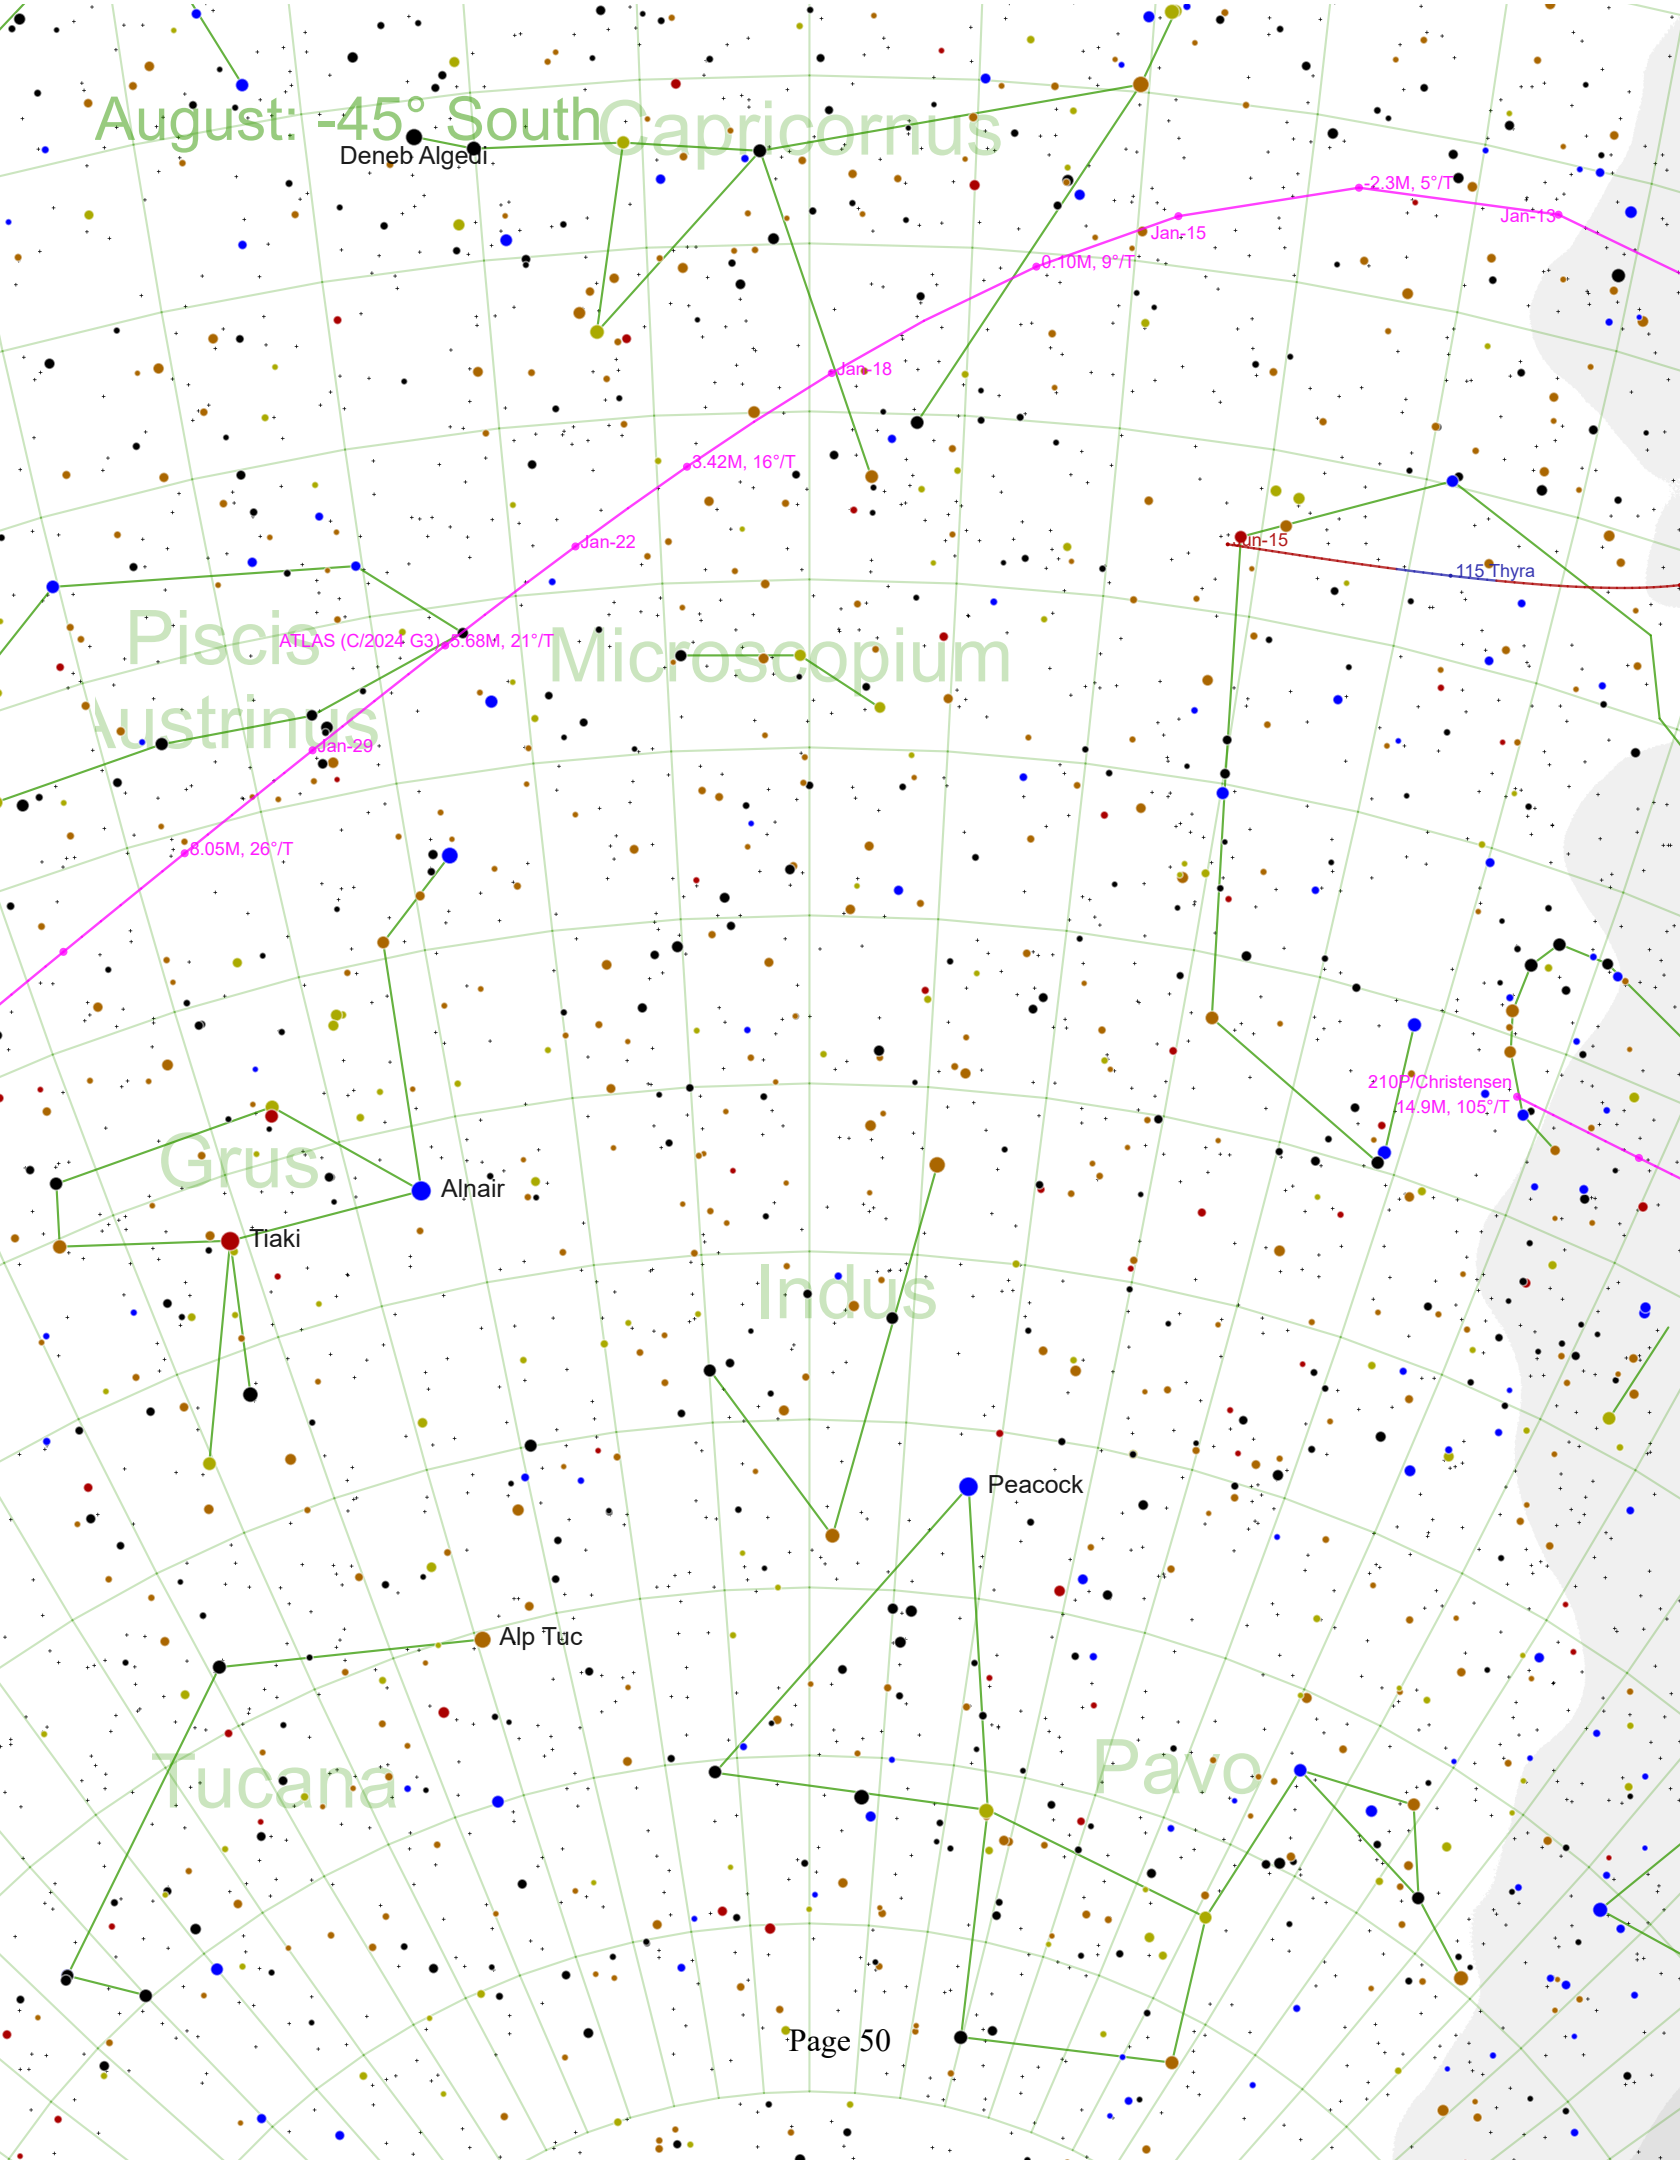 August: -45° South
Capricornus
Deneb Algedi
-2.3M, 5°/T
Jan-13
Jan-15
0.10M, 9°/T
Jan-18
3.42M, 16°/T
Jan-22
Jun-15
115 Thyra
Piscis
Austrinus
ATLAS (C/2024 G3), 5.68M, 21°/T
Microscopium
Jan-29
8.05M, 26°/T
210P/Christensen
14.9M, 105°/T
Grus
Alnair
Tiaki
Indus
Peacock
Alp Tuc
Tucana
Pavo
Page 50